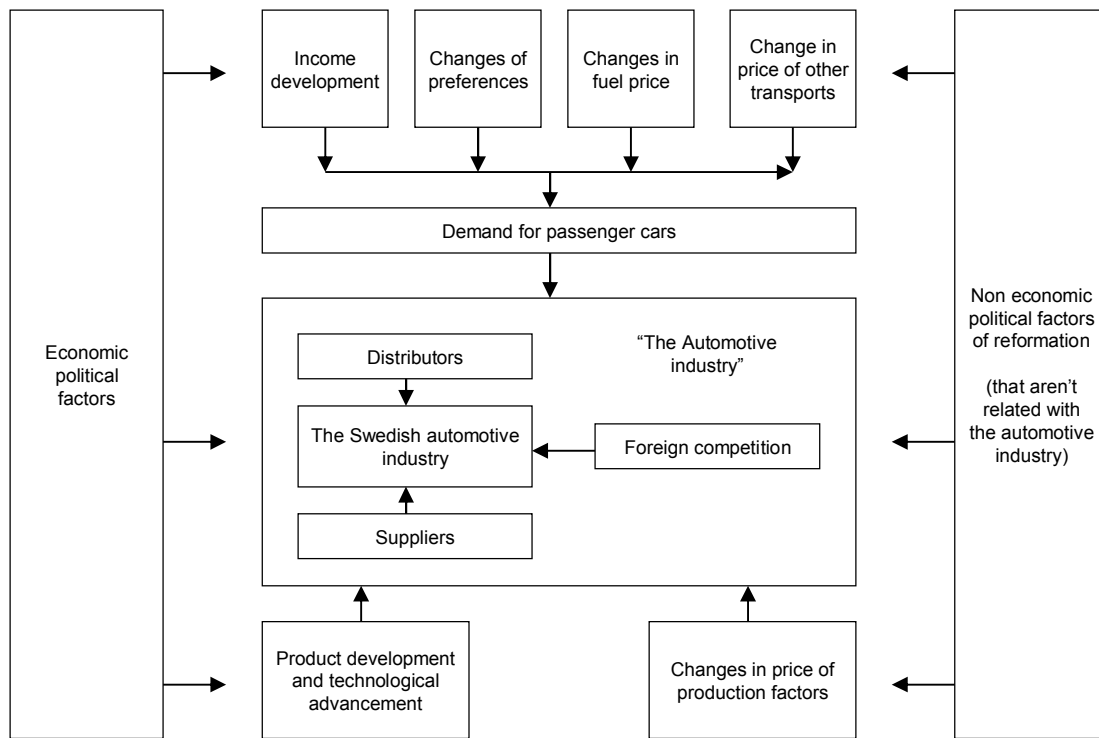 Income
development
Changes of
preferences
Changes in
fuel price
Change in
price of other
transports
Demand for passenger cars
Economic
political
factors
“The Automotive
industry”
Distributors
The Swedish automotive
industry
Foreign competition
Suppliers
Non economic
political factors
of reformation
(that aren’t
related with
the automotive
industry)
Product development
and technological
advancement
Changes in price of
production factors